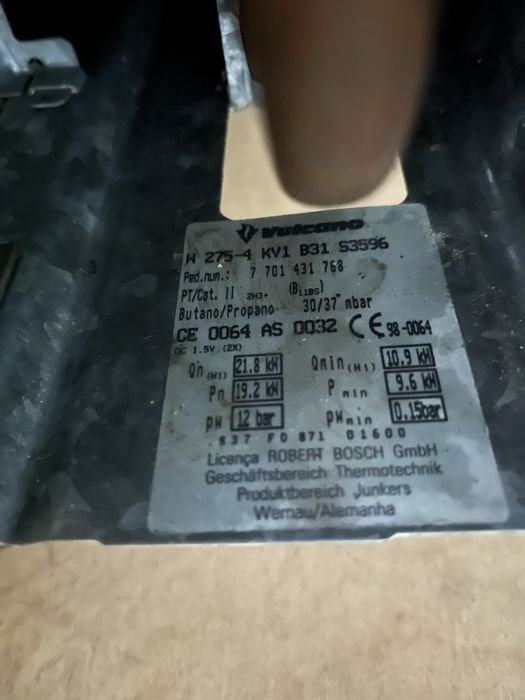 Vulcano
W 275-4 KV1 B31 S3596
Ped.num.: 7 701 431 768
PT/Cat. II 2H3+ (B11BS)
Butano/Propano 30/37 mbar
CE 0064 AS 0032 CE 98-0064
DC 1.5V (2X)
Qn (Hi) 21.8 kW Qmin (Hi) 10.9 kW
Pn 19.2 kW P min 9.6 kW
pw 12 bar pw min 0.15bar
837 FD 871 01600
Licença ROBERT BOSCH GmbH
Geschäftsbereich Thermotechnik
Produktbereich Junkers
Wernau/Alemanha